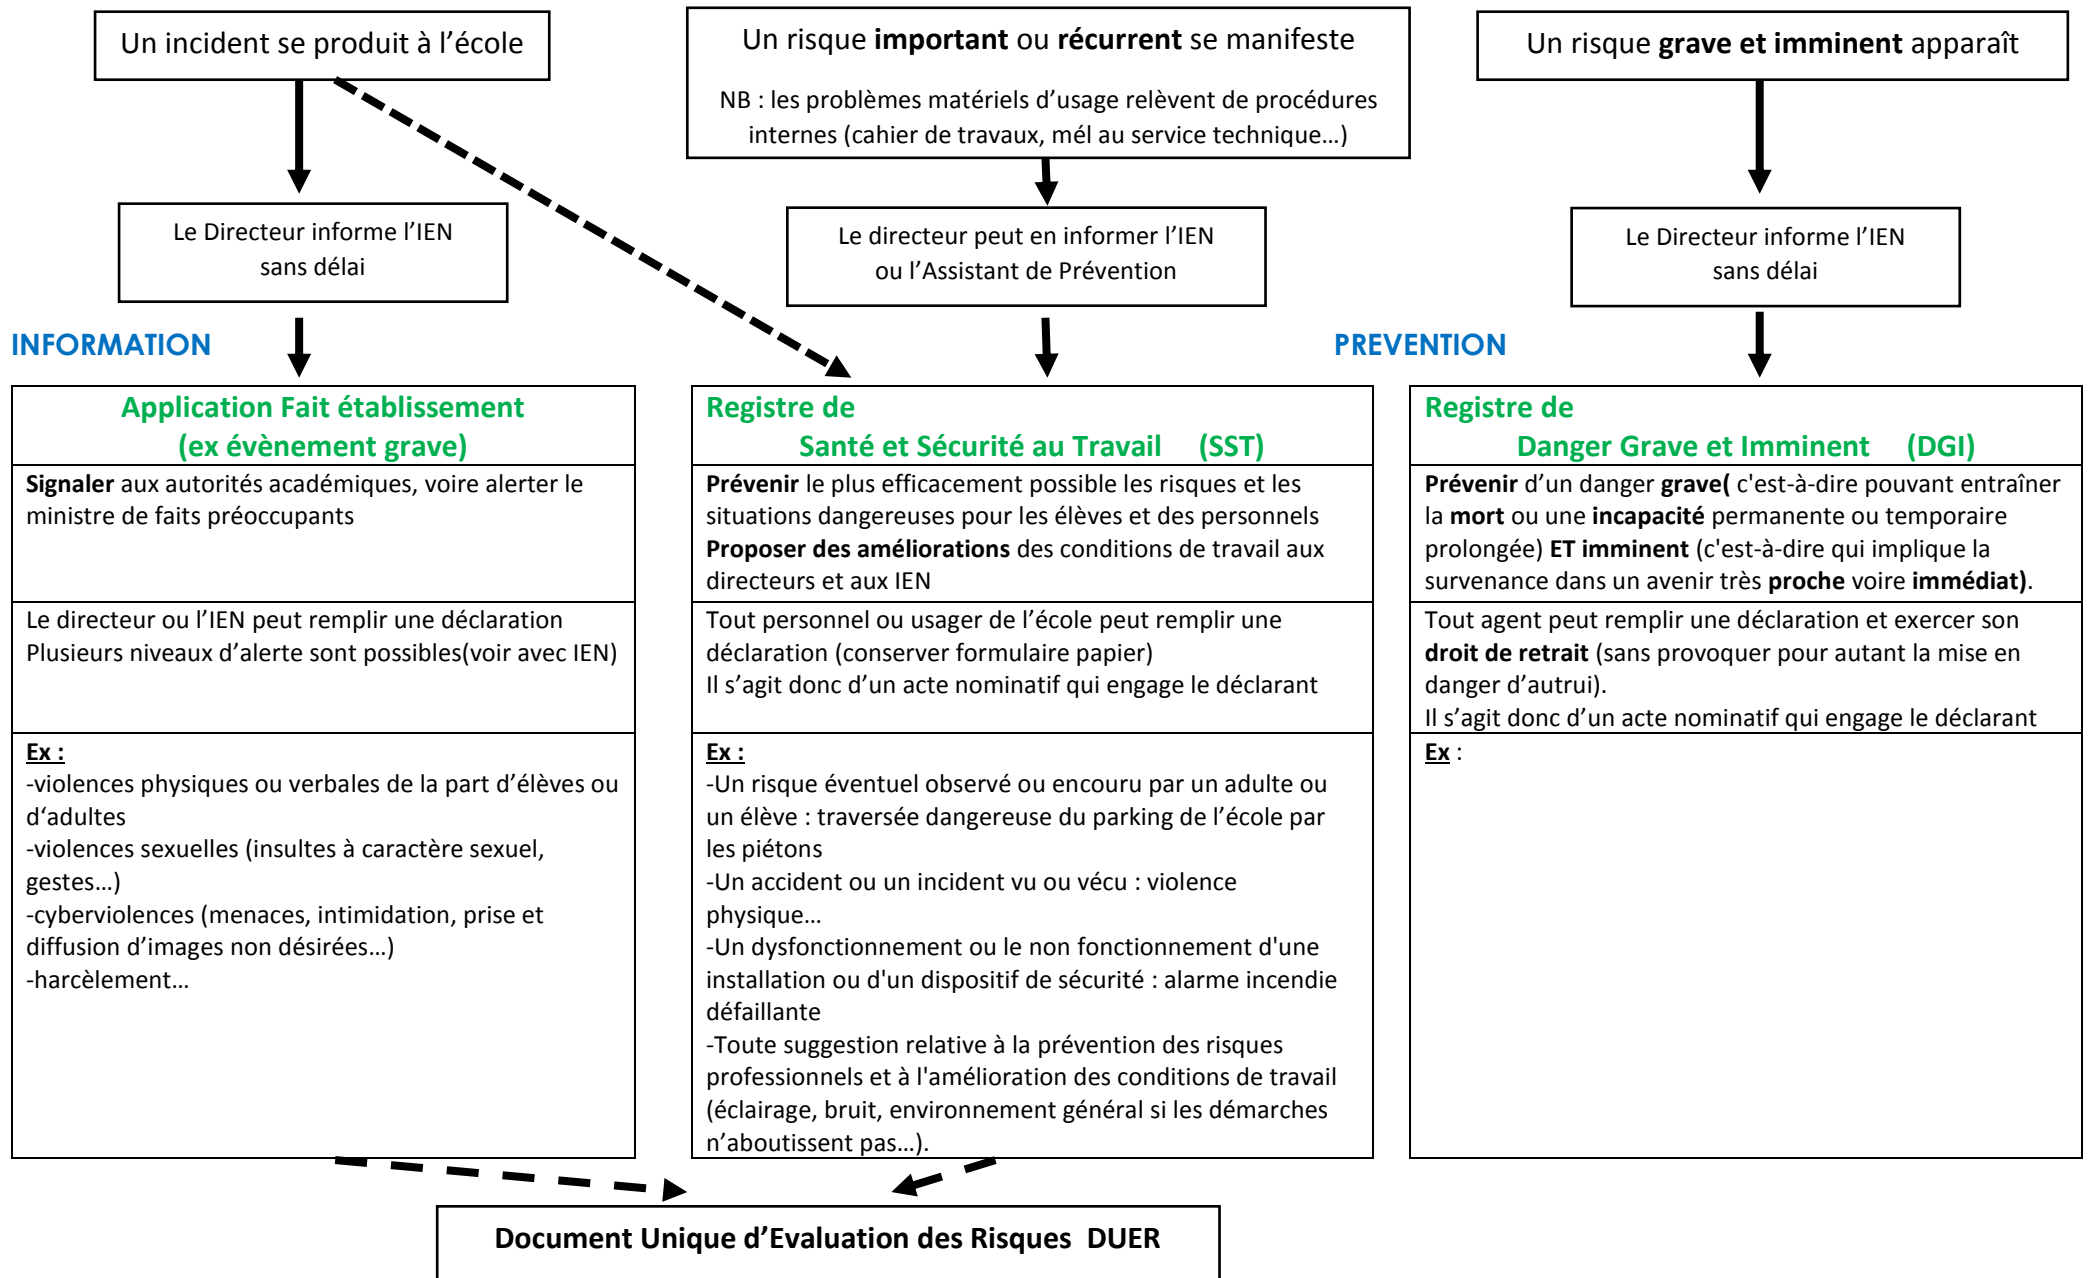 Un incident se produit à l’école
Un risque important ou récurrent se manifeste
NB : les problèmes matériels d’usage relèvent de procédures
internes (cahier de travaux, mél au service technique…)
Un risque grave et imminent apparaît
Le Directeur informe l’IEN
sans délai
Le directeur peut en informer l’IEN
ou l’Assistant de Prévention
Le Directeur informe l’IEN
sans délai
INFORMATION
PREVENTION
Application Fait établissement
(ex évènement grave)
Signaler aux autorités académiques, voire alerter le
ministre de faits préoccupants
Le directeur ou l’IEN peut remplir une déclaration
Plusieurs niveaux d’alerte sont possibles(voir avec IEN)
Ex :
-violences physiques ou verbales de la part d’élèves ou
d‘adultes
-violences sexuelles (insultes à caractère sexuel,
gestes…)
-cyberviolences (menaces, intimidation, prise et
diffusion d’images non désirées…)
-harcèlement…
Registre de
Santé et Sécurité au Travail (SST)
Prévenir le plus efficacement possible les risques et les
situations dangereuses pour les élèves et des personnels
Proposer des améliorations des conditions de travail aux
directeurs et aux IEN
Tout personnel ou usager de l’école peut remplir une
déclaration (conserver formulaire papier)
Il s’agit donc d’un acte nominatif qui engage le déclarant
Ex :
-Un risque éventuel observé ou encouru par un adulte ou
un élève : traversée dangereuse du parking de l’école par
les piétons
-Un accident ou un incident vu ou vécu : violence
physique…
-Un dysfonctionnement ou le non fonctionnement d'une
installation ou d'un dispositif de sécurité : alarme incendie
défaillante
-Toute suggestion relative à la prévention des risques
professionnels et à l'amélioration des conditions de travail
(éclairage, bruit, environnement général si les démarches
n’aboutissent pas…).
Registre de
Danger Grave et Imminent (DGI)
Prévenir d’un danger grave( c'est-à-dire pouvant entraîner
la mort ou une incapacité permanente ou temporaire
prolongée) ET imminent (c'est-à-dire qui implique la
survenance dans un avenir très proche voire immédiat).
Tout agent peut remplir une déclaration et exercer son
droit de retrait (sans provoquer pour autant la mise en
danger d’autrui).
Il s’agit donc d’un acte nominatif qui engage le déclarant
Ex :
Document Unique d’Evaluation des Risques DUER